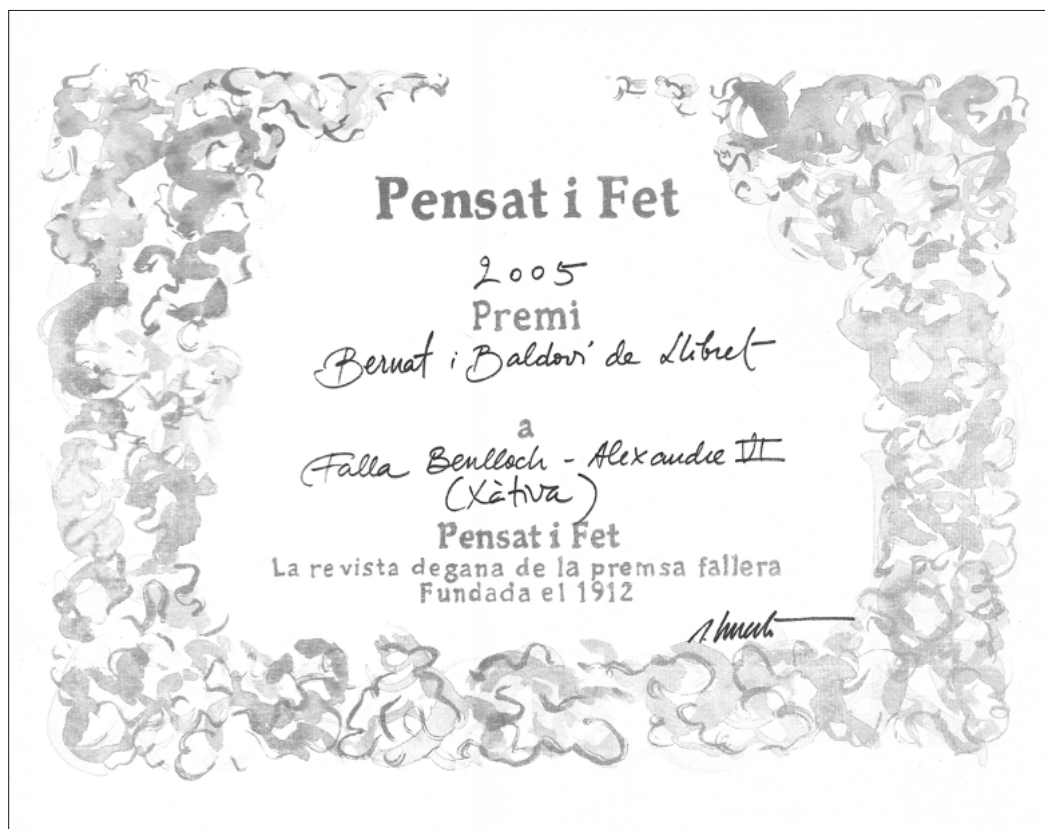 Pensat i Fet
2005
Premi
Bernat i Baldoví de Llibret
a
Falla Benlloch - Alexandre VI
(Xàtiva)
Pensat i Fet
La revista degana de la premsa fallera
Fundada el 1912